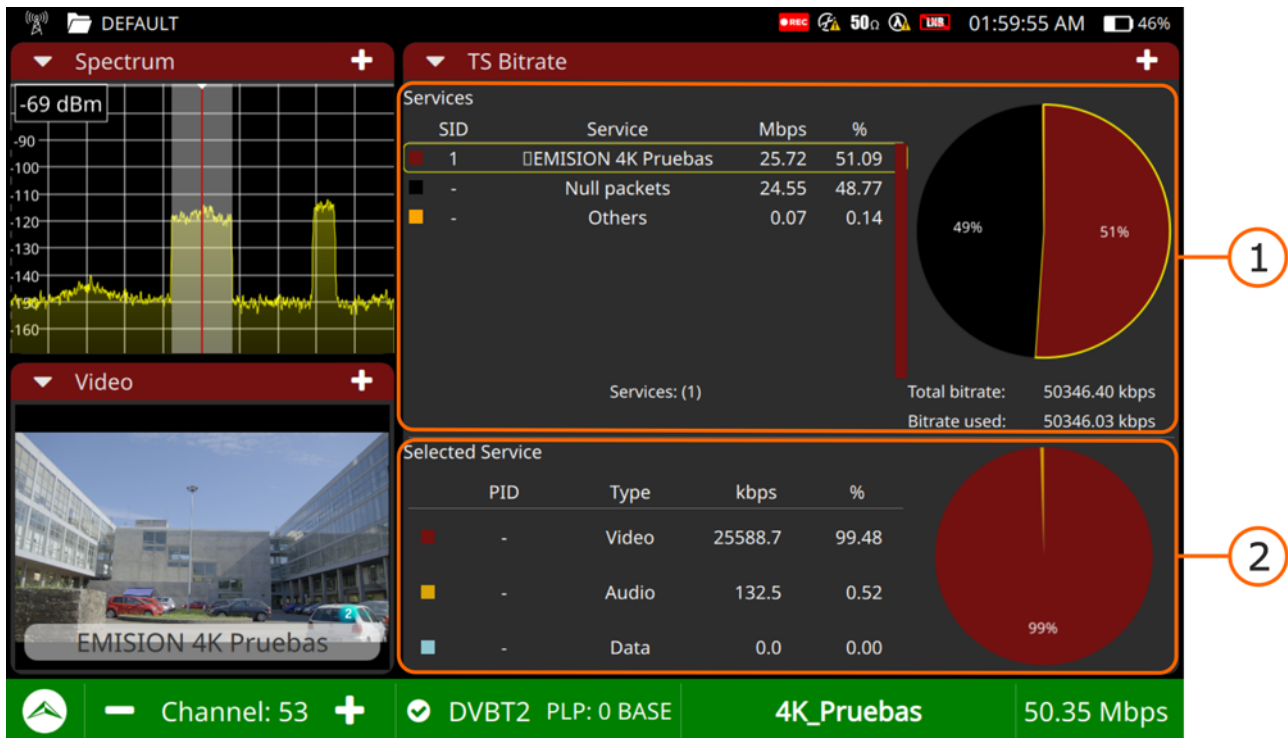 DEFAULT
REC 50Ω LNB 01:59:55 AM 46%
Spectrum
-69 dBm
-90
-100
-110
-120
-130
-140
-150
-160
Video
2
EMISION 4K Pruebas
TS Bitrate
Services
SID Service Mbps %
1 ▯EMISION 4K Pruebas 25.72 51.09
- Null packets 24.55 48.77
- Others 0.07 0.14
49% 51%
Services: (1)
Total bitrate: 50346.40 kbps
Bitrate used: 50346.03 kbps
1
Selected Service
PID Type kbps %
- Video 25588.7 99.48
- Audio 132.5 0.52
- Data 0.0 0.00
99%
2
Channel: 53 DVBT2 PLP: 0 BASE 4K_Pruebas 50.35 Mbps